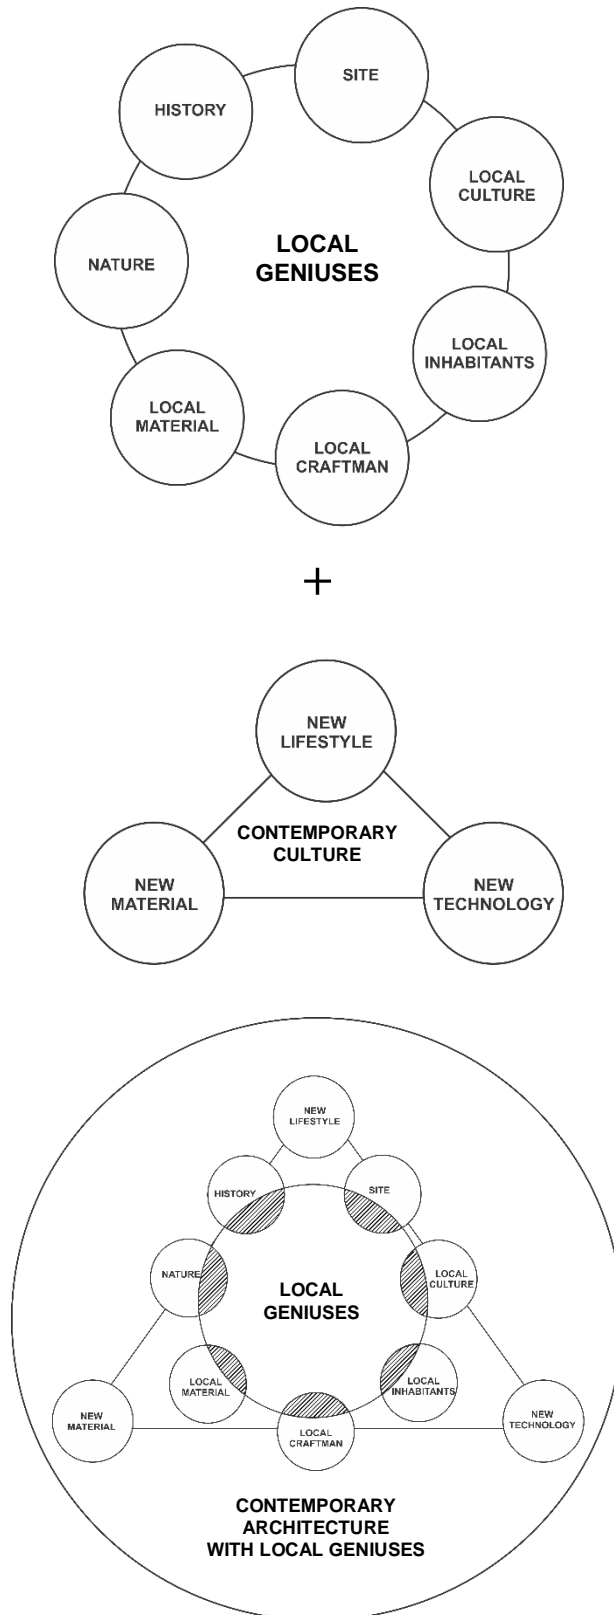 SITE
HISTORY
LOCAL
CULTURE
LOCAL
GENIUSES
NATURE
LOCAL
INHABITANTS
LOCAL
MATERIAL
LOCAL
CRAFTMAN
+
NEW
LIFESTYLE
CONTEMPORARY
CULTURE
NEW
MATERIAL
NEW
TECHNOLOGY
NEW
LIFESTYLE
HISTORY
SITE
NATURE
LOCAL
CULTURE
LOCAL
GENIUSES
LOCAL
MATERIAL
LOCAL
INHABITANTS
NEW
MATERIAL
LOCAL
CRAFTMAN
NEW
TECHNOLOGY
CONTEMPORARY
ARCHITECTURE
WITH LOCAL GENIUSES